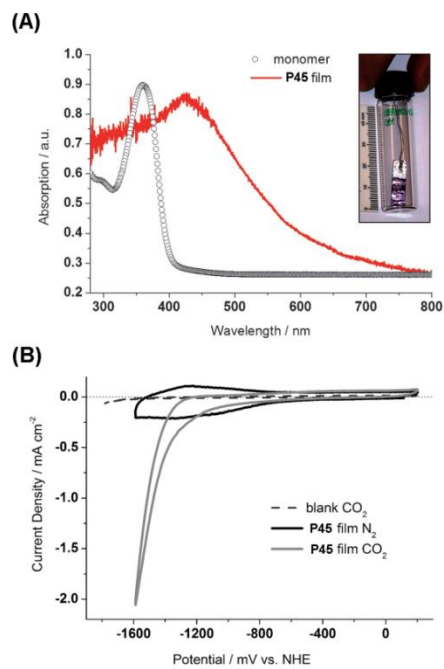 (A)
monomer
P45 film
Absorption / a.u.
0.9
0.8
0.7
0.6
0.5
0.4
0.3
0.2
300 400 500 600 700 800
Wavelength / nm
(B)
Current Density / mA cm⁻²
0.0
-0.5
-1.0
-1.5
-2.0
blank CO₂
P45 film N₂
P45 film CO₂
-1600 -1200 -800 -400 0
Potential / mV vs. NHE